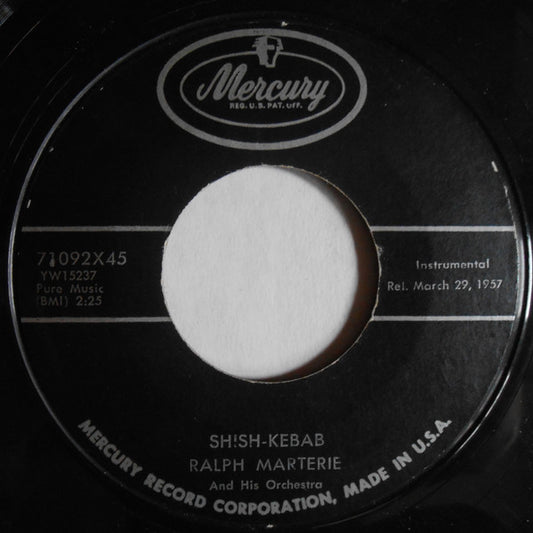 Mercury
REG. U.S. PAT. OFF.
71092X45
YW15237
Pure Music
(BMI) 2:25
Instrumental
Rel. March 29, 1957
SH!SH-KEBAB
RALPH MARTERIE
And His Orchestra
MERCURY RECORD CORPORATION, MADE IN U.S.A.